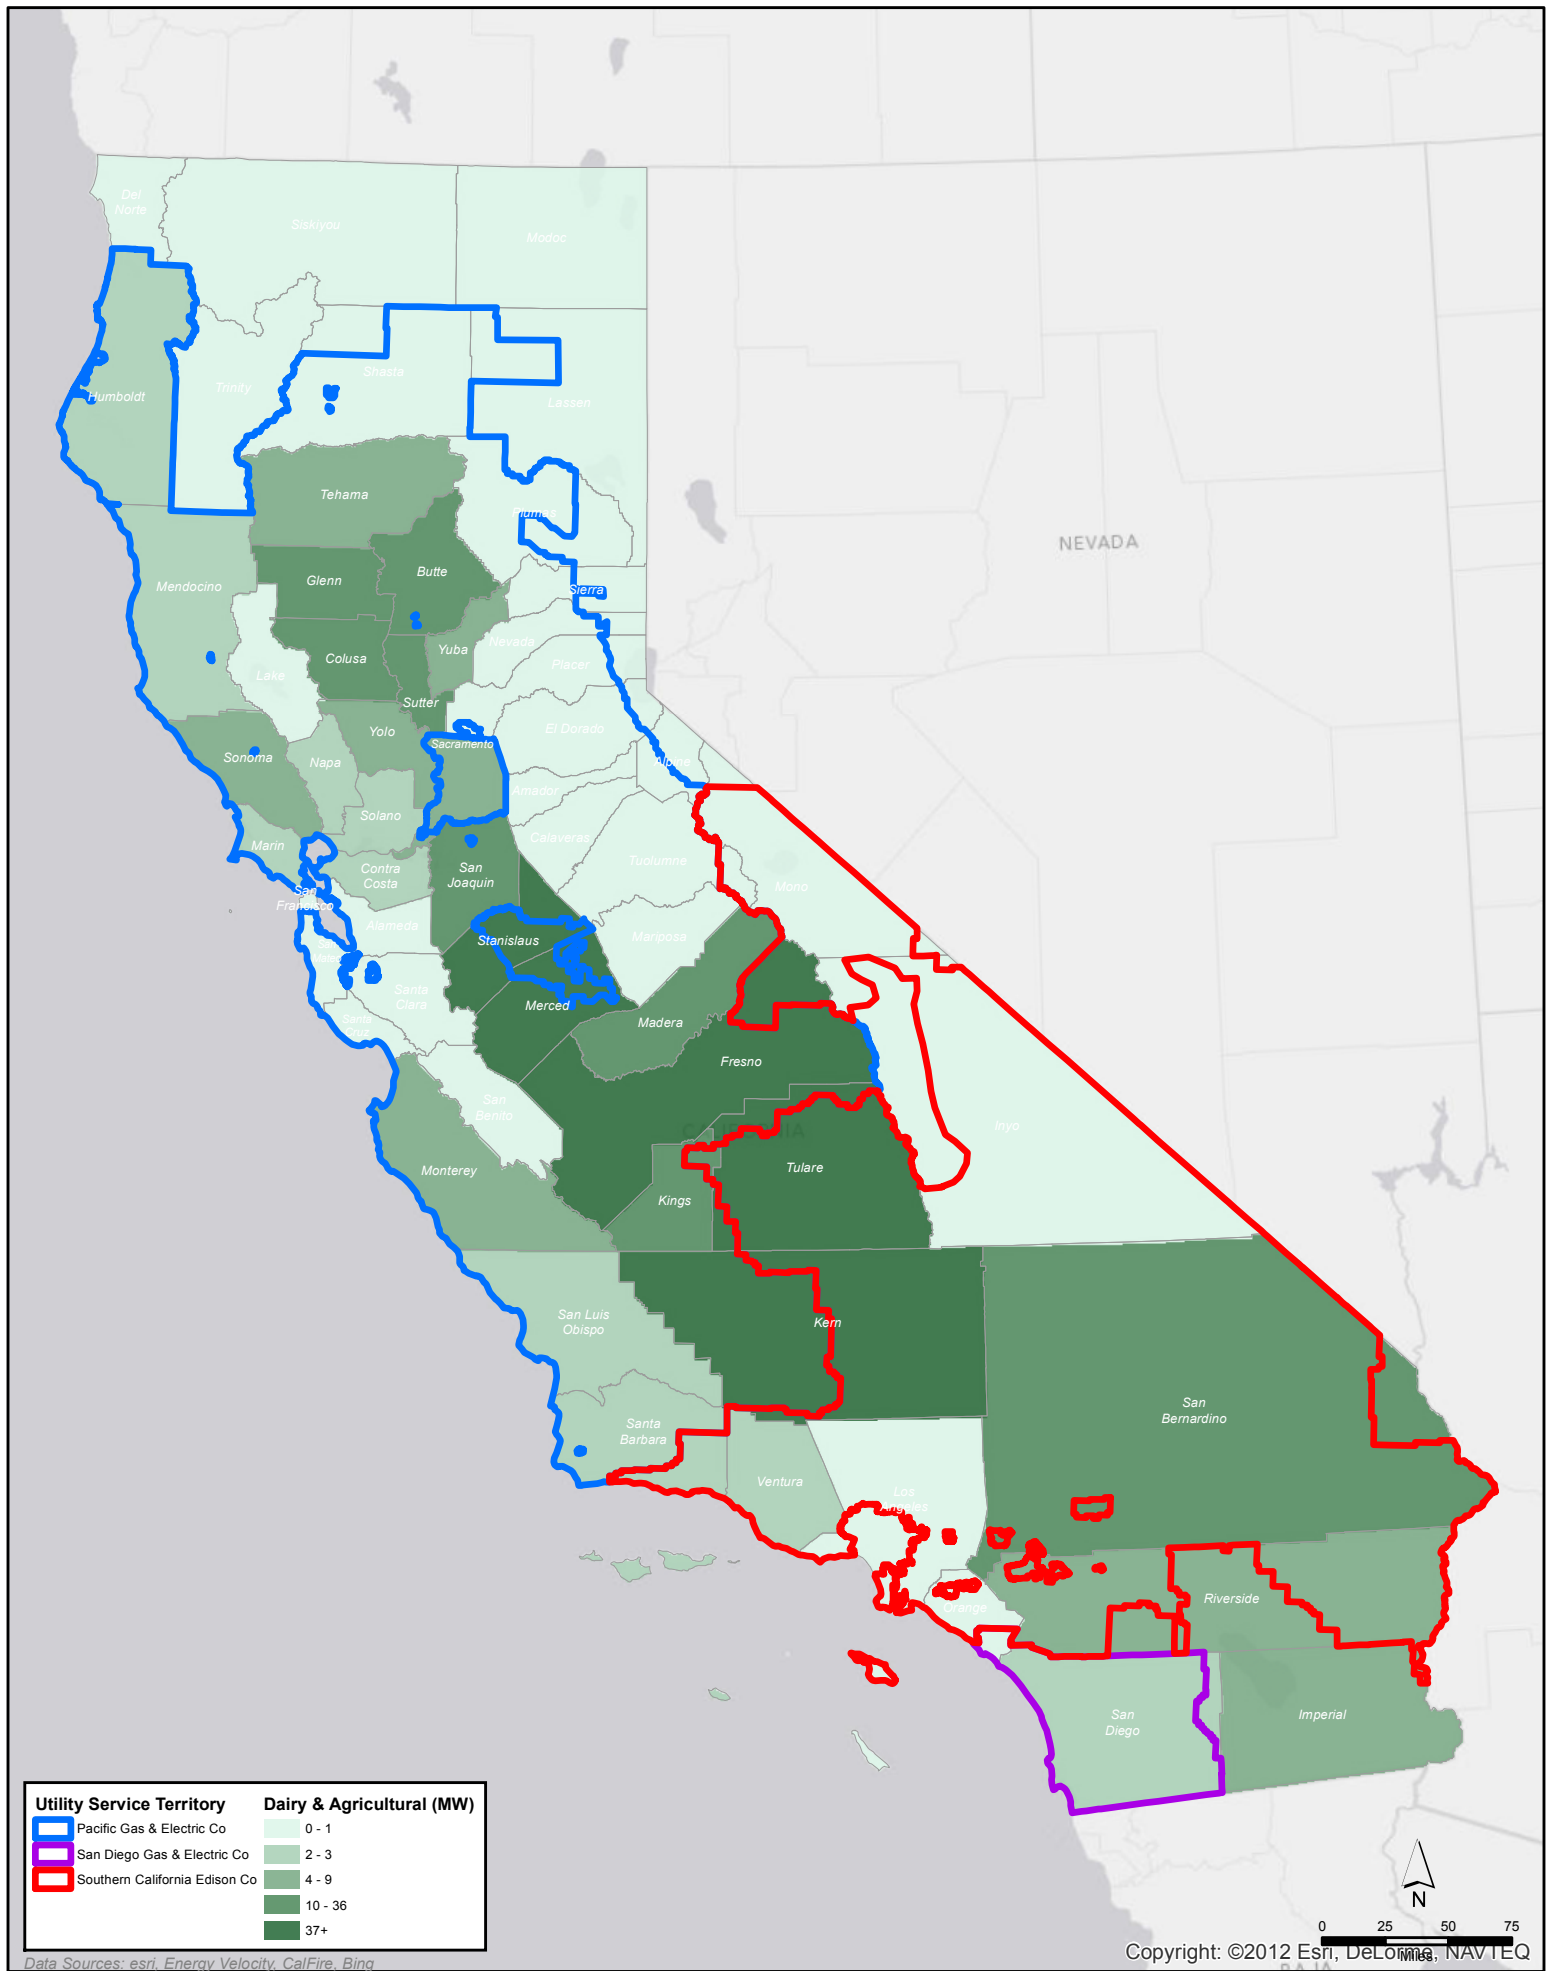 Del
Norte
Siskiyou
Modoc
Humboldt
Trinity
Shasta
Lassen
Tehama
Plumas
NEVADA
Mendocino
Glenn
Butte
Sierra
Lake
Colusa
Sutter
Yuba
Nevada
Placer
Yolo
El Dorado
Sonoma
Napa
Sacramento
Alpine
Amador
Solano
Marin
Calaveras
Contra
Costa
San
Joaquin
Tuolumne
Mono
San
Francisco
Alameda
Stanislaus
Mariposa
San
Mateo
Santa
Clara
Merced
Santa
Cruz
Madera
Fresno
San
Benito
CALIFORNIA
Inyo
Monterey
Tulare
Kings
San Luis
Obispo
Kern
San
Bernardino
Santa
Barbara
Ventura
Los
Angeles
Orange
Riverside
San
Diego
Imperial
Utility Service Territory
Pacific Gas & Electric Co
San Diego Gas & Electric Co
Southern California Edison Co
Dairy & Agricultural (MW)
0 - 1
2 - 3
4 - 9
10 - 36
37+
Data Sources: esri, Energy Velocity, CalFire, Bing
N
0 25 50 75
Miles
Copyright: ©2012 Esri, DeLorme, NAVTEQ
BAJA